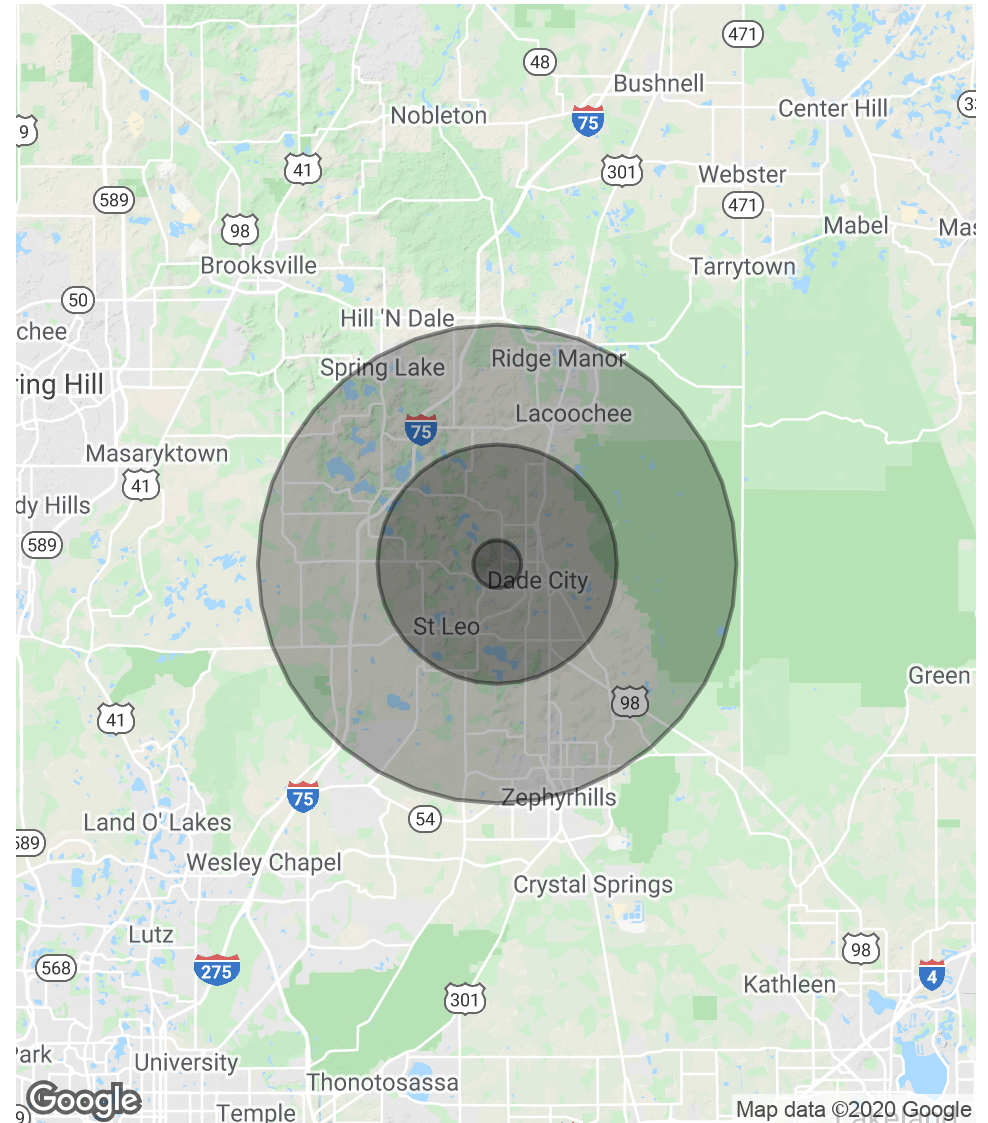 471
48
Bushnell
Center Hill
33
Nobleton
75
9
41
301
Webster
589
471
98
Mabel
Mas
Brooksville
Tarrytown
50
Hill 'N Dale
chee
Spring Lake
Ridge Manor
ring Hill
Lacoochee
75
Masaryktown
41
dy Hills
589
Dade City
St Leo
Green
98
41
75
Zephyrhills
54
Land O' Lakes
589
Wesley Chapel
Crystal Springs
Lutz
98
568
275
4
Kathleen
301
Park
University
Thonotosassa
Google
9
Temple
Map data ©2020 Google
Lakeland